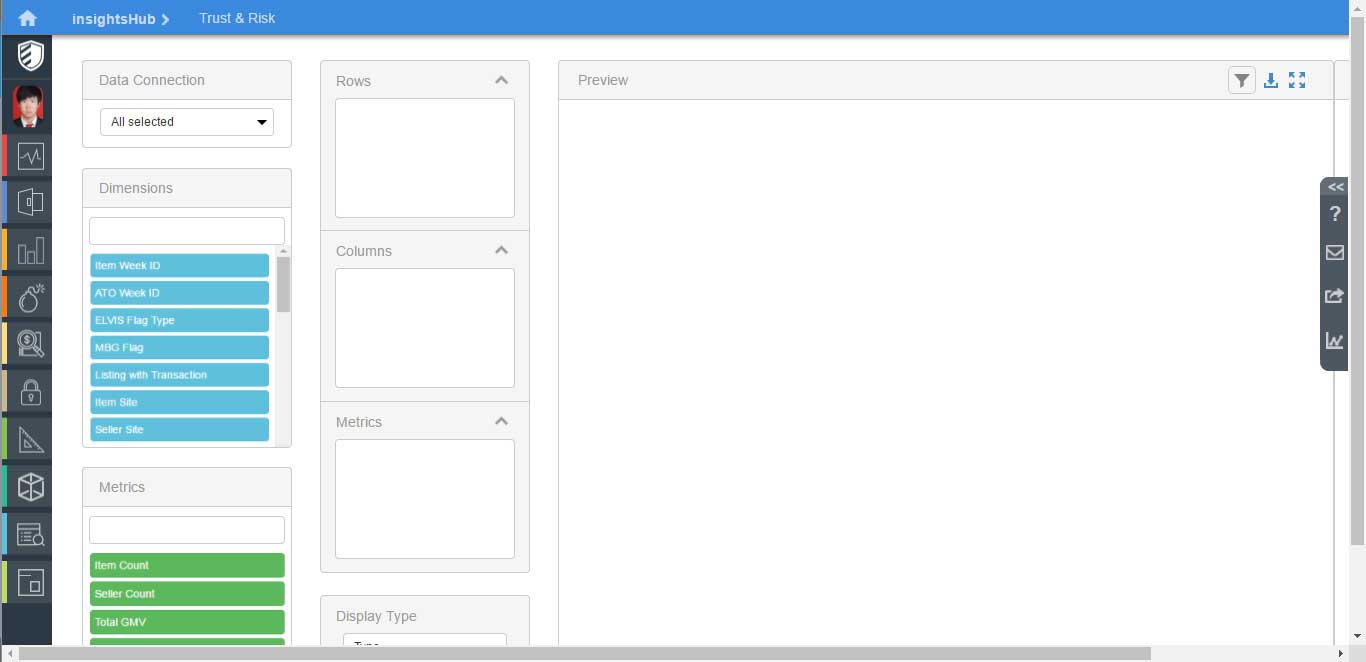 insightsHub
Trust & Risk
Data Connection
All selected
Dimensions
Item Week ID
ATO Week ID
ELVIS Flag Type
MBG Flag
Listing with Transaction
Item Site
Seller Site
Metrics
Item Count
Seller Count
Total GMV
Rows
Columns
Metrics
Display Type
Type
Preview
<<
?